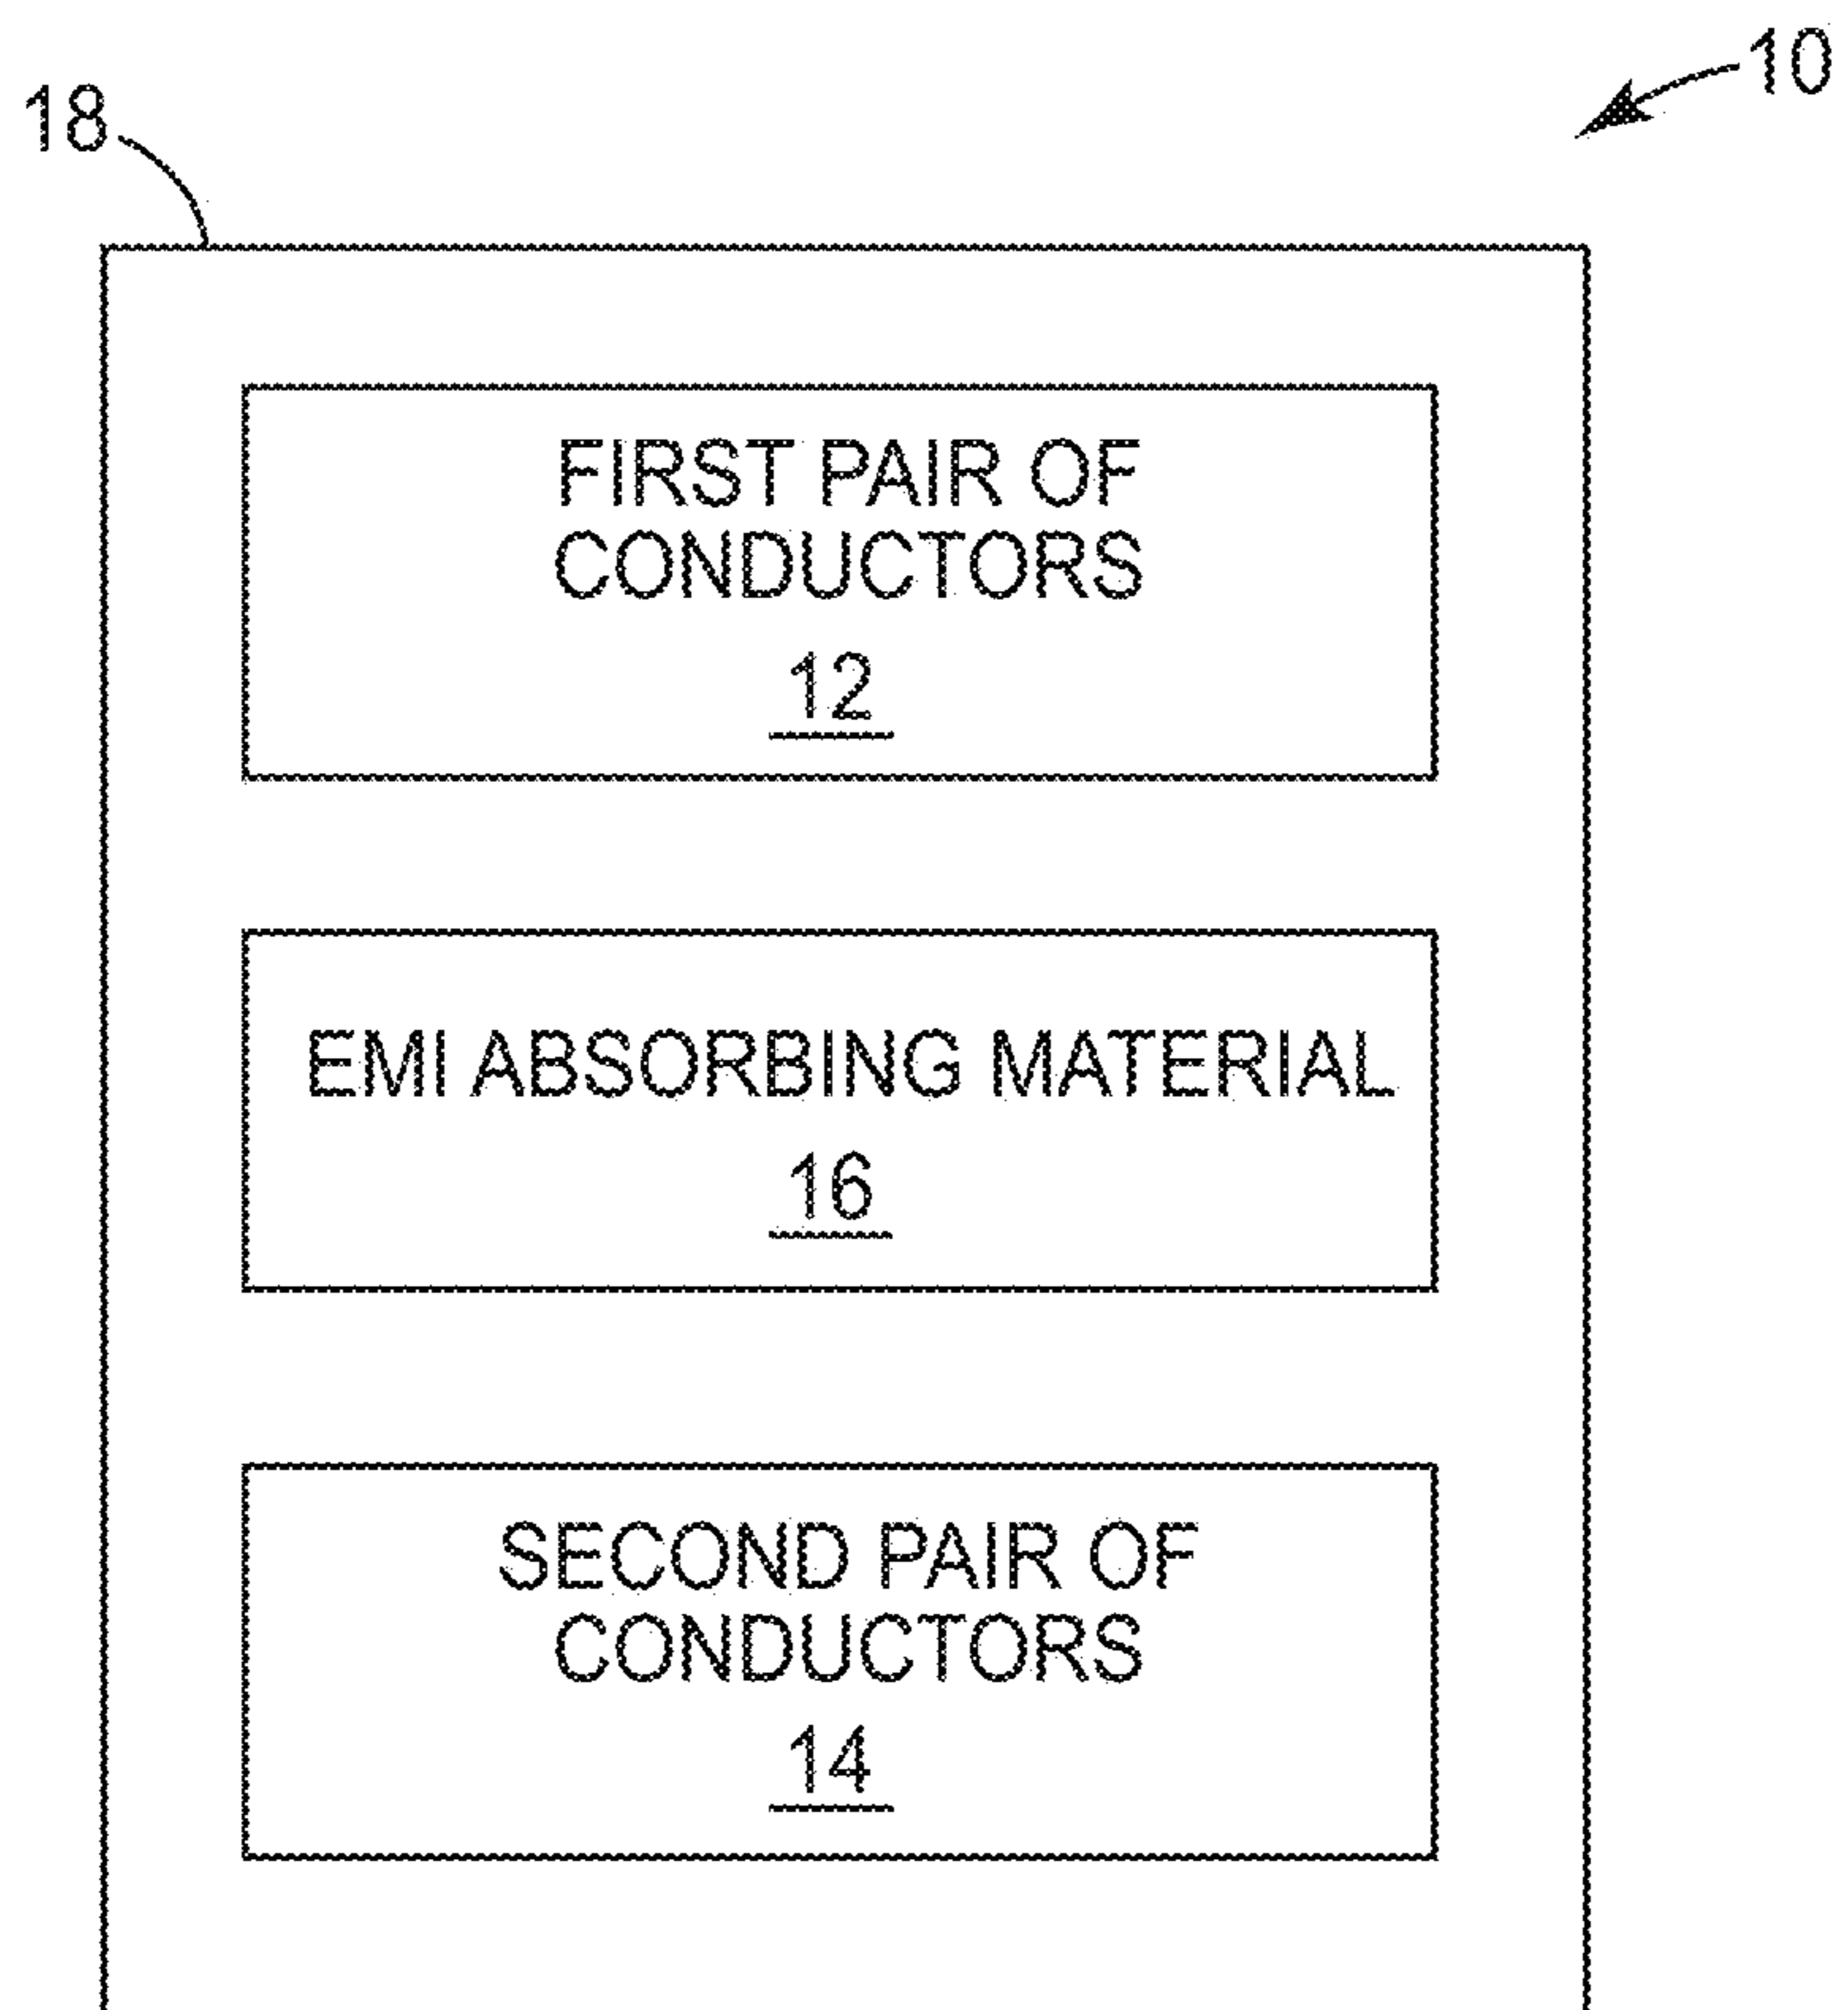 10
18
FIRST PAIR OF
CONDUCTORS
12
EMI ABSORBING MATERIAL
16
SECOND PAIR OF
CONDUCTORS
14